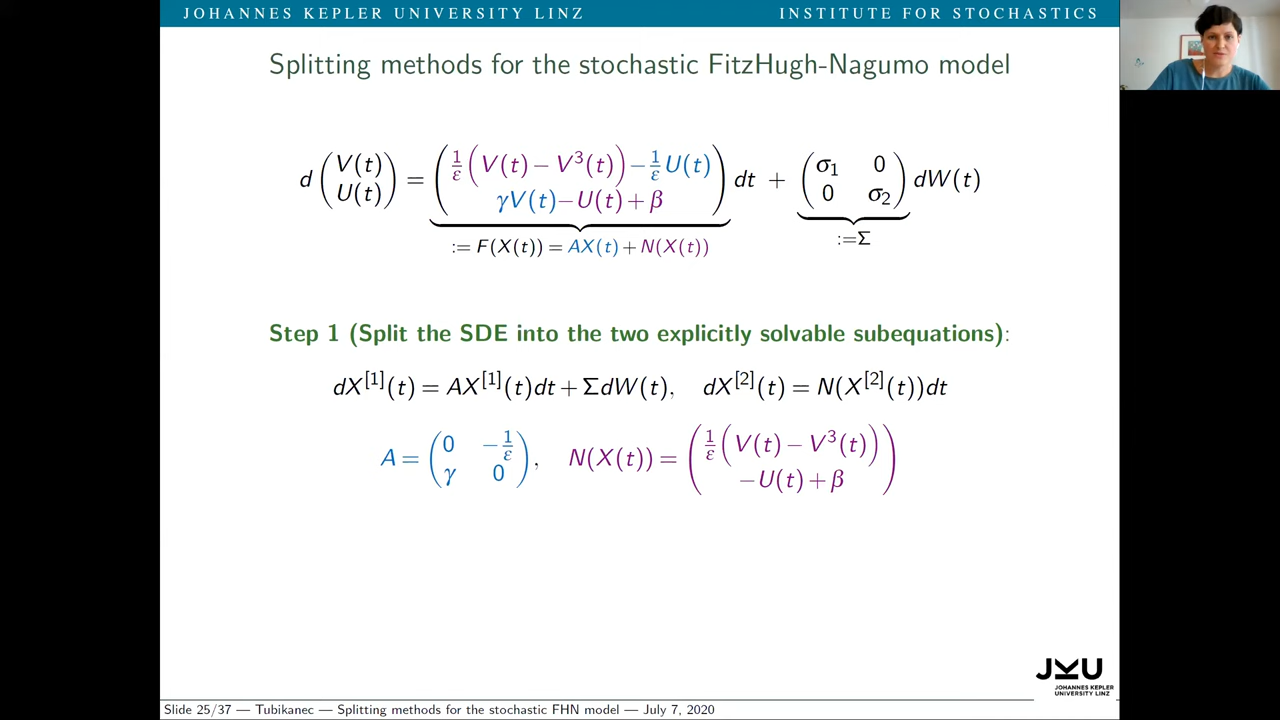 JOHANNES KEPLER UNIVERSITY LINZ INSTITUTE FOR STOCHASTICS
Splitting methods for the stochastic FitzHugh-Nagumo model
d ( V(t) U(t) ) = ( 1/ε ( V(t) − V³(t) ) − 1/ε U(t) γV(t) − U(t) + β ) dt + ( σ₁ 0 0 σ₂ ) dW(t)
:= F(X(t)) = AX(t) + N(X(t)) :=Σ
Step 1 (Split the SDE into the two explicitly solvable subequations):
dX^[1](t) = AX^[1](t)dt + ΣdW(t), dX^[2](t) = N(X^[2](t))dt
A = ( 0 −1/ε γ 0 ), N(X(t)) = ( 1/ε ( V(t) − V³(t) ) −U(t) + β )
JKU
JOHANNES KEPLER
UNIVERSITY LINZ
Slide 25/37 — Tubikanec — Splitting methods for the stochastic FHN model — July 7, 2020